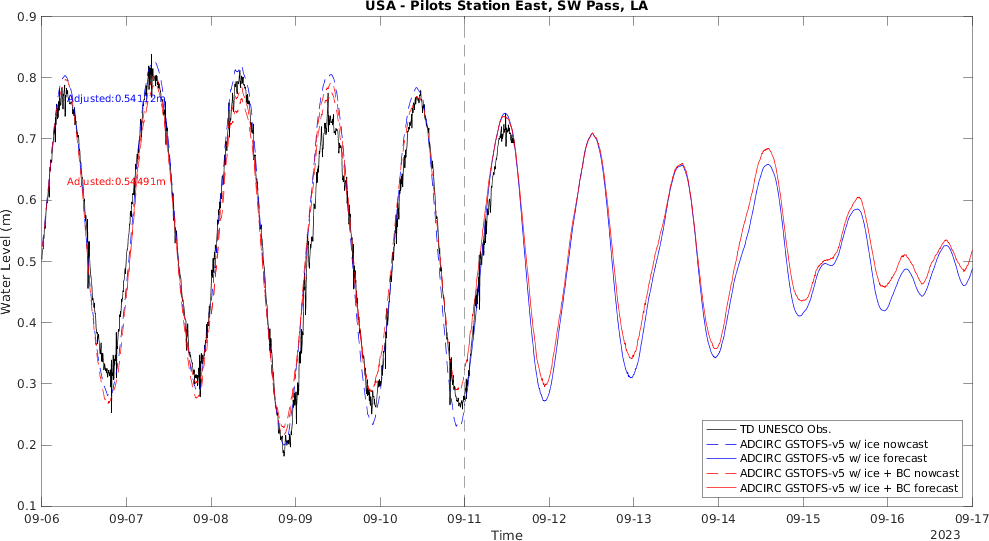 USA - Pilots Station East, SW Pass, LA
0.9
0.8
0.7
0.6
0.5
0.4
0.3
0.2
0.1
Water Level (m)
Adjusted:0.54112m
Adjusted:0.54491m
TD UNESCO Obs.
ADCIRC GSTOFS-v5 w/ ice nowcast
ADCIRC GSTOFS-v5 w/ ice forecast
ADCIRC GSTOFS-v5 w/ ice + BC nowcast
ADCIRC GSTOFS-v5 w/ ice + BC forecast
09-06 09-07 09-08 09-09 09-10 09-11 09-12 09-13 09-14 09-15 09-16 09-17
Time
2023